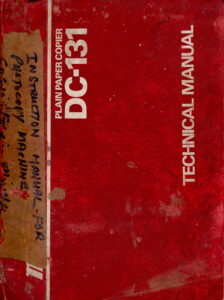 PLAIN PAPER COPIER
DC-131
TECHNICAL MANUAL
INSTRUCTION MANUAL FOR
PHOTOCOPY MACHINE